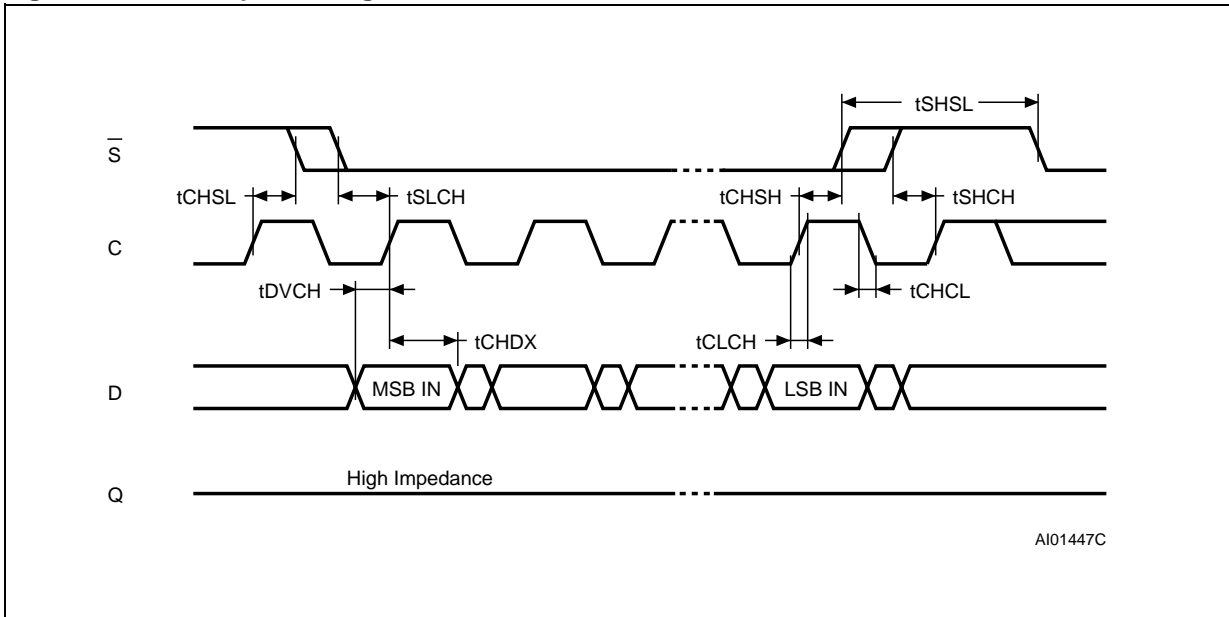 tSHSL
S
tCHSL
tSLCH
tCHSH
tSHCH
C
tDVCH
tCHCL
tCHDX
tCLCH
D
MSB IN
LSB IN
High Impedance
Q
AI01447C